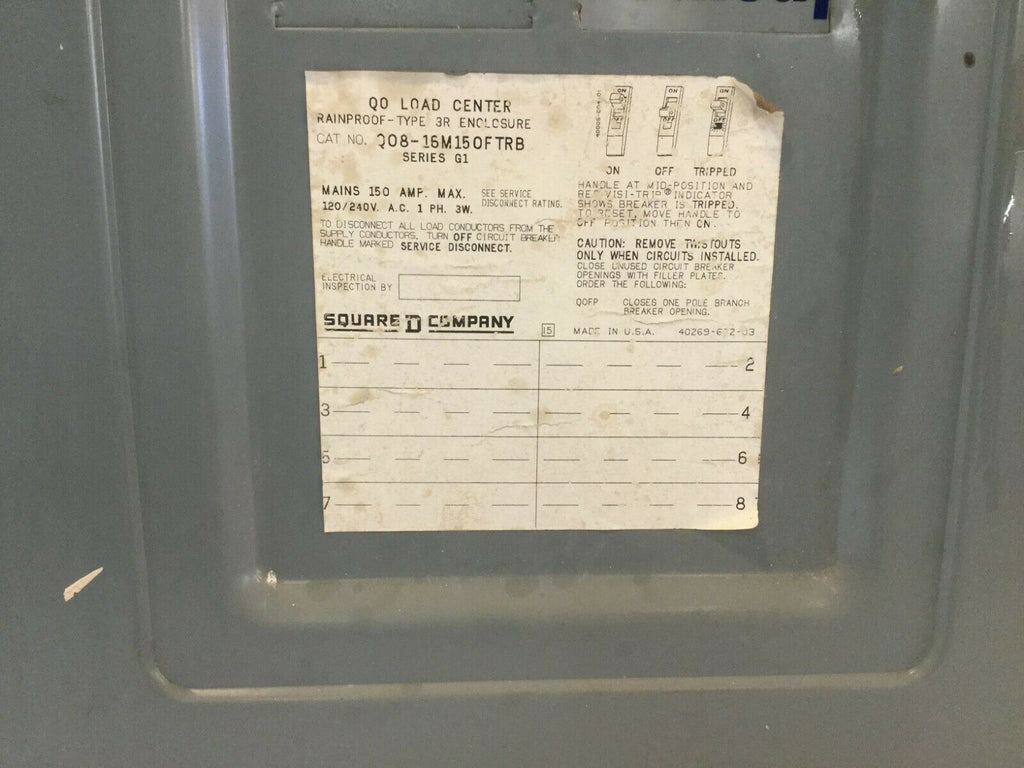 QO LOAD CENTER
RAINPROOF-TYPE 3R ENCLOSURE
CAT NO. QO8-16M150FTRB
SERIES G1
MAINS 150 AMP. MAX.
120/240V. A.C. 1 PH. 3W.
SEE SERVICE
DISCONNECT RATING.
TO DISCONNECT ALL LOAD CONDUCTORS FROM THE
SUPPLY CONDUCTORS, TURN OFF CIRCUIT BREAKER
HANDLE MARKED SERVICE DISCONNECT.
ELECTRICAL
INSPECTION BY
SQUARE D COMPANY
ON
ON
ON
ON OFF TRIPPED
HANDLE AT MID-POSITION AND
RED VISI-TRIP® INDICATOR
SHOWS BREAKER IS TRIPPED.
TO RESET, MOVE HANDLE TO
OFF POSITION THEN ON.
CAUTION: REMOVE TWISTOUTS
ONLY WHEN CIRCUITS INSTALLED.
CLOSE UNUSED CIRCUIT BREAKER
OPENINGS WITH FILLER PLATES.
ORDER THE FOLLOWING:
QOFP CLOSES ONE POLE BRANCH
BREAKER OPENING.
15 MADE IN U.S.A.
1 2
3 4
5 6
7 8